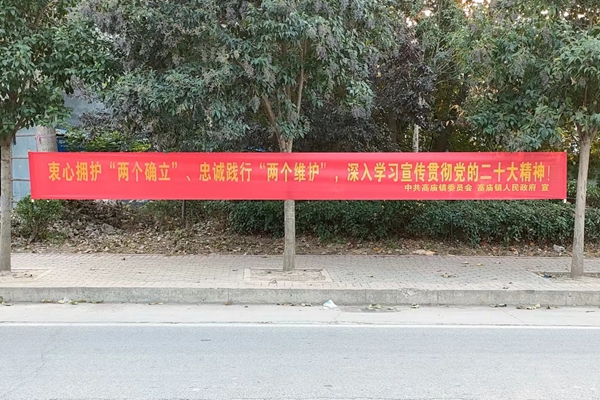 衷心拥护“两个确立”、忠诚践行“两个维护”，深入学习宣传贯彻党的二十大精神！
中共高庙镇委员会 高庙镇人民政府 宣